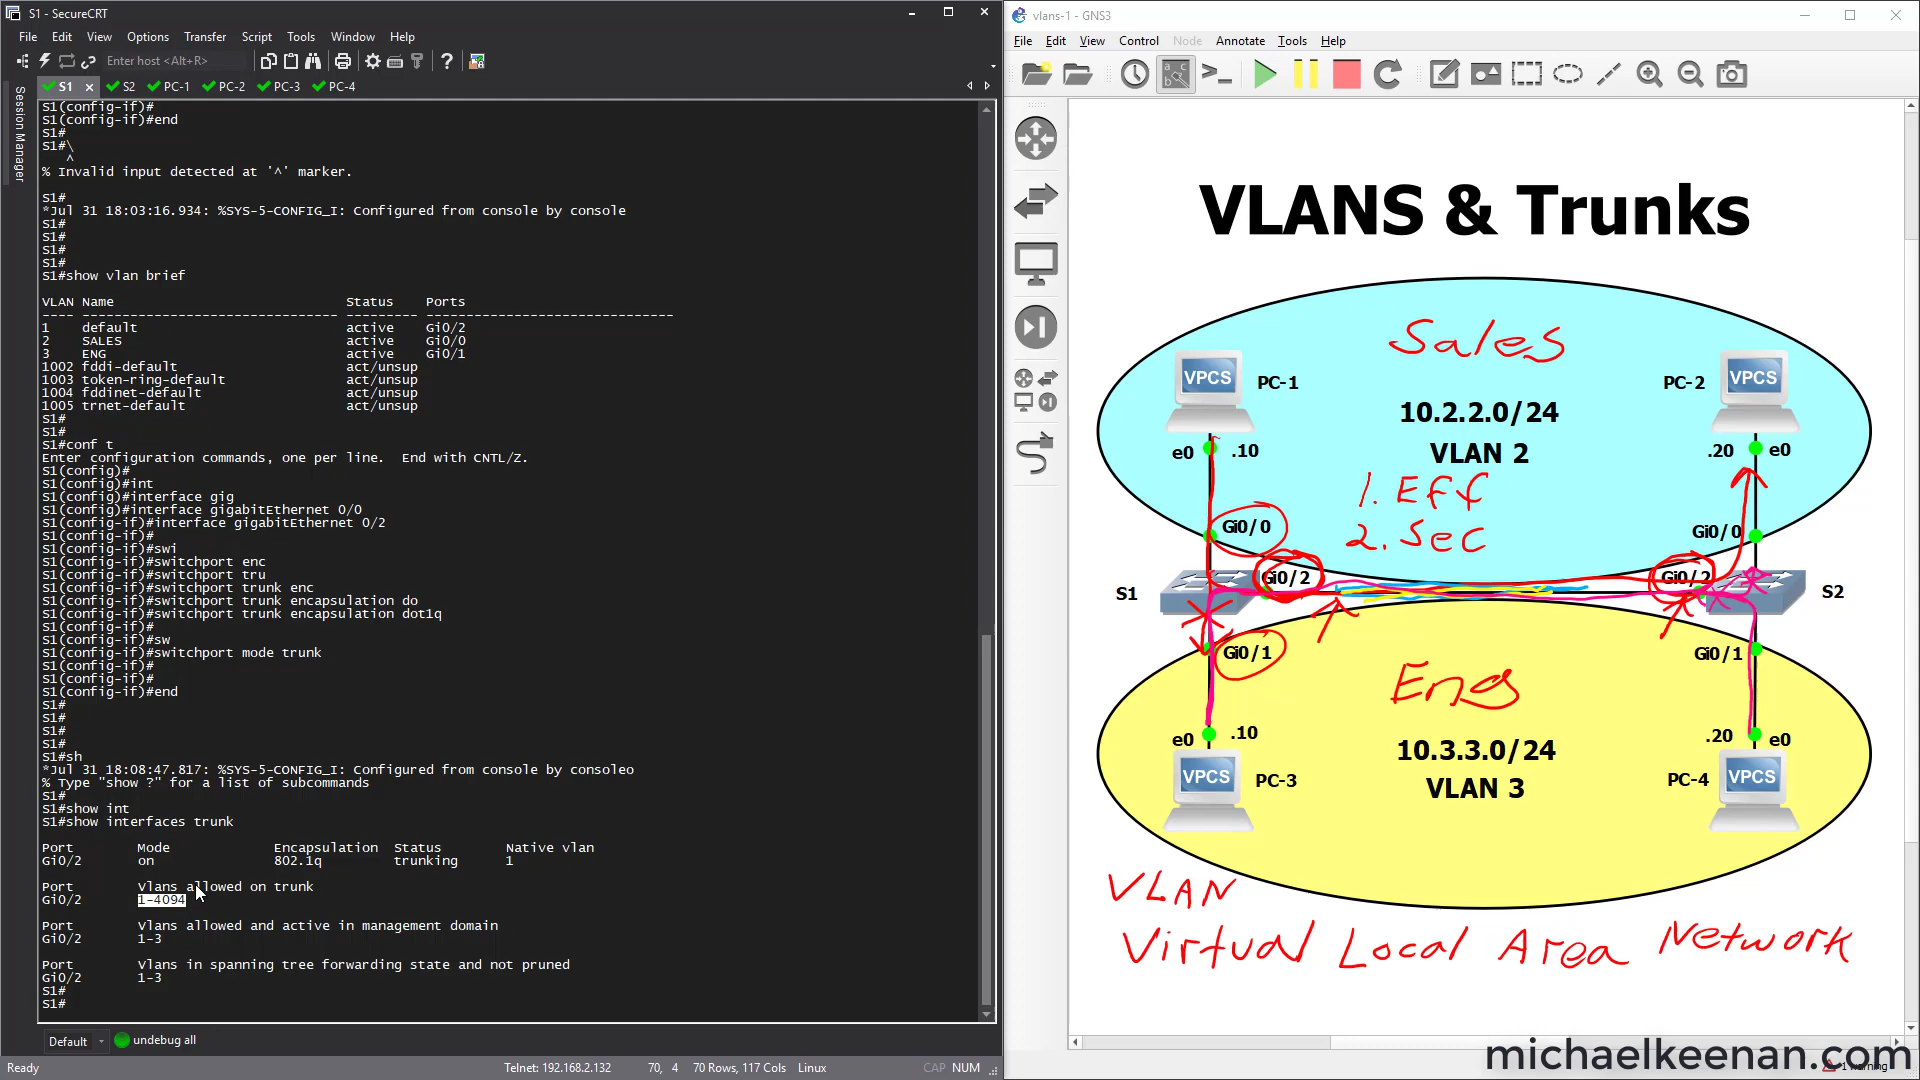 S1 - SecureCRT
File Edit View Options Transfer Script Tools Window Help
Enter host <Alt+R>
S1 S2 PC-1 PC-2 PC-3 PC-4
Session Manager
S1(config-if)#
S1(config-if)#end
S1#
S1#\
^
% Invalid input detected at '^' marker.
S1#
*Jul 31 18:03:16.934: %SYS-5-CONFIG_I: Configured from console by console
S1#
S1#
S1#
S1#
S1#show vlan brief
VLAN Name Status Ports
---- -------------------------------- --------- -------------------------------
1 default active Gi0/2
2 SALES active Gi0/0
3 ENG active Gi0/1
1002 fddi-default act/unsup
1003 token-ring-default act/unsup
1004 fddinet-default act/unsup
1005 trnet-default act/unsup
S1#
S1#
S1#conf t
Enter configuration commands, one per line. End with CNTL/Z.
S1(config)#
S1(config)#int
S1(config)#interface gig
S1(config)#interface gigabitEthernet 0/0
S1(config-if)#interface gigabitEthernet 0/2
S1(config-if)#
S1(config-if)#swi
S1(config-if)#switchport enc
S1(config-if)#switchport tru
S1(config-if)#switchport trunk enc
S1(config-if)#switchport trunk encapsulation do
S1(config-if)#switchport trunk encapsulation dot1q
S1(config-if)#
S1(config-if)#sw
S1(config-if)#switchport mode trunk
S1(config-if)#
S1(config-if)#
S1(config-if)#end
S1#
S1#
S1#
S1#
S1#sh
*Jul 31 18:08:47.817: %SYS-5-CONFIG_I: Configured from console by consoleo
% Type "show ?" for a list of subcommands
S1#
S1#show int
S1#show interfaces trunk
Port Mode Encapsulation Status Native vlan
Gi0/2 on 802.1q trunking 1
Port Vlans allowed on trunk
Gi0/2 1-4094
Port Vlans allowed and active in management domain
Gi0/2 1-3
Port Vlans in spanning tree forwarding state and not pruned
Gi0/2 1-3
S1#
S1#
Default undebug all
Ready Telnet: 192.168.2.132 70, 4 70 Rows, 117 Cols Linux CAP NUM
vlans-1 - GNS3
File Edit View Control Node Annotate Tools Help
VLANS & Trunks
Sales
VPCS PC-1 PC-2 VPCS
10.2.2.0/24
e0 .10 VLAN 2 .20 e0
1. Eff
Gi0/0 2. Sec Gi0/0
S1 Gi0/2 Gi0/2 S2
Gi0/1 Gi0/1
Eng
e0 .10 10.3.3.0/24 .20 e0
VPCS PC-3 VLAN 3 PC-4 VPCS
VLAN
Virtual Local Area Network
michaelkeenan.com